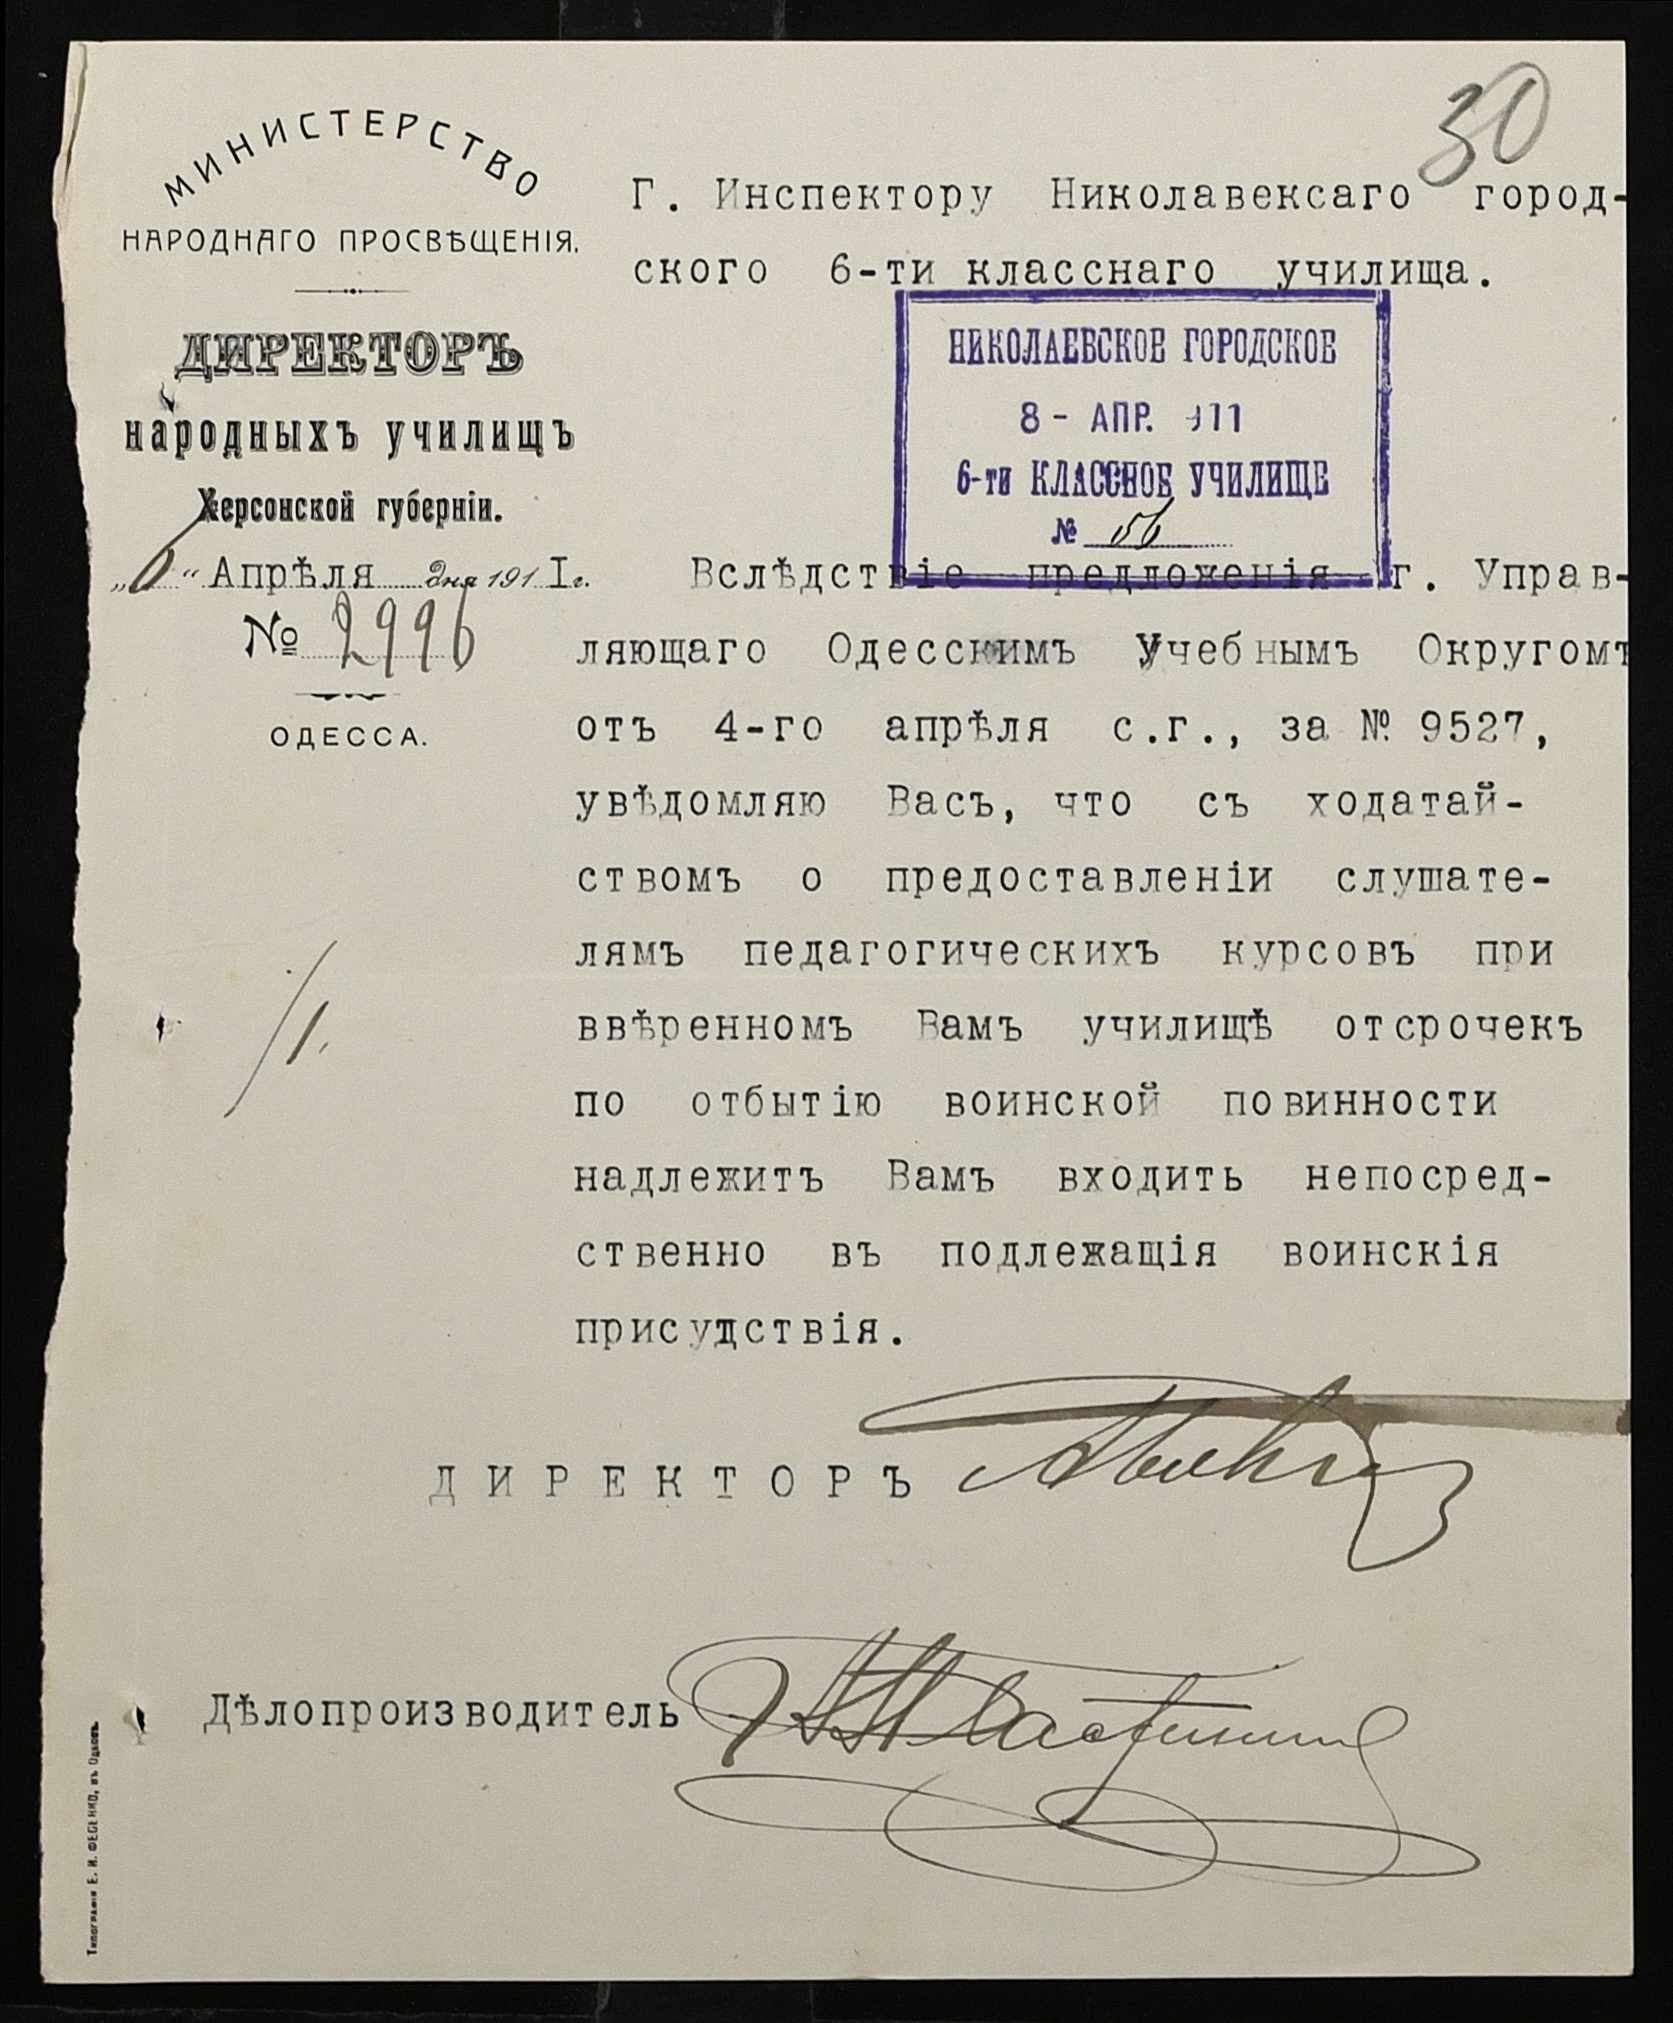 30
МИНИСТЕРСТВО
НАРОДНАГО ПРОСВѢЩЕНІЯ.
ДИРЕКТОРЪ
народныхъ училищъ
Херсонской губерніи.
Апрѣля дня 191 I г.
№ 2996
ОДЕССА.
Г. Инспектору Николавексаго город-
ского 6-ти класснаго училища.
НИКОЛАЕВСКОЕ ГОРОДСКОЕ
8 - АПР. 911
6-ти КЛАССНОЕ УЧИЛИЩЕ
№ 56
Вслѣдствіе предложенія г. Управ-
ляющаго Одесскимъ Учебнымъ Округомъ
отъ 4-го апрѣля с.г., за № 9527,
увѣдомляю Васъ, что съ ходатай-
ствомъ о предоставленіи слушате-
лямъ педагогическихъ курсовъ при
ввѣренномъ Вамъ училищѣ отсрочекъ
по отбытію воинской повинности
надлежитъ Вамъ входить непосред-
ственно въ подлежащія воинскія
присутствія.
ДИРЕКТОРЪ
Дѣлопроизводитель
Типографія Е. И. ФЕСЕНКО, въ Одессѣ.